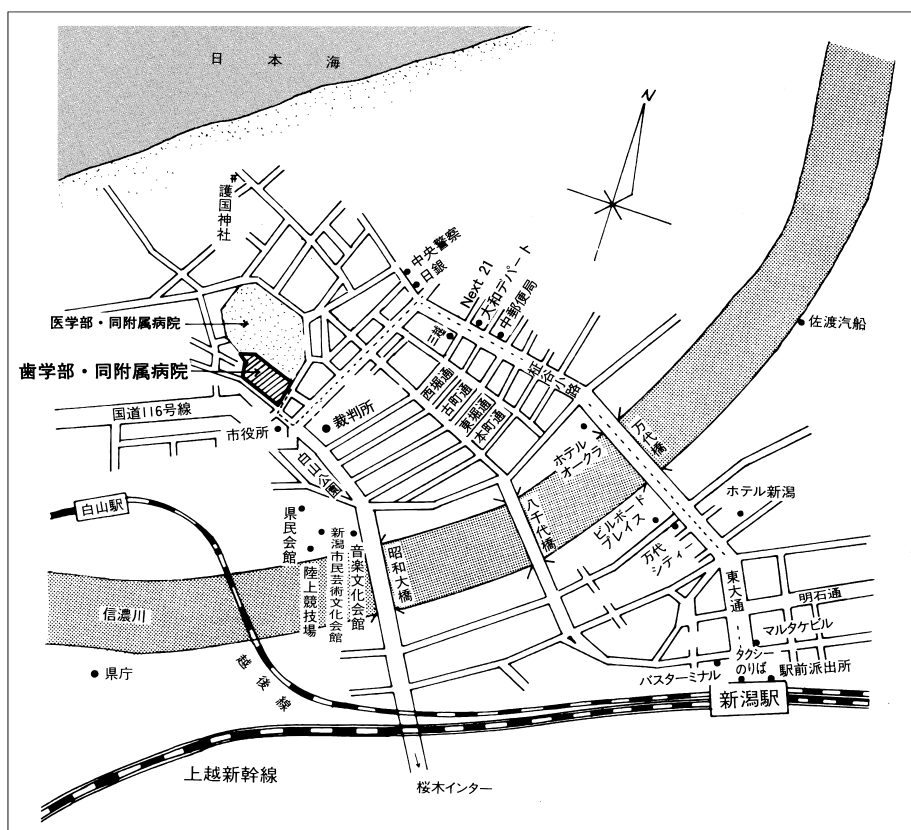 日本海
N
護国神社
中央警察
日銀
Next 21
大和デパート
中郵便局
三越
医学部・同附属病院
佐渡汽船
歯学部・同附属病院
柾谷小路
西堀通
古町通
東堀通
本町通
国道116号線
市役所
裁判所
万代橋
白山公園
ホテル
オークラ
ホテル新潟
白山駅
県民会館
八千代橋
ビルボード
プレイス
万代
シティー
昭和大橋
音楽文化会館
新潟市民芸術文化会館
陸上競技場
東大通
明石通
信濃川
マルタケビル
タクシー
のりば
駅前派出所
バスターミナル
県庁
越後線
新潟駅
上越新幹線
桜木インター